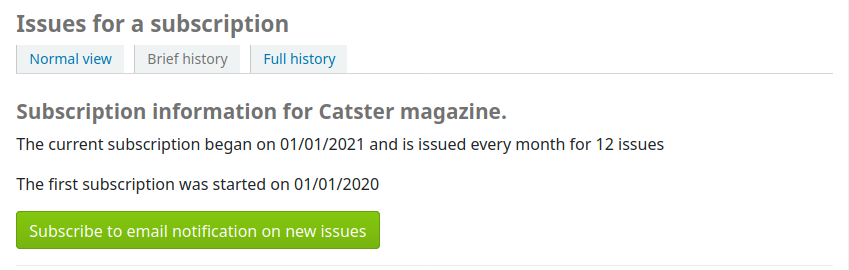 Issues for a subscription
Normal view Brief history Full history
Subscription information for Catster magazine.
The current subscription began on 01/01/2021 and is issued every month for 12 issues
The first subscription was started on 01/01/2020
Subscribe to email notification on new issues